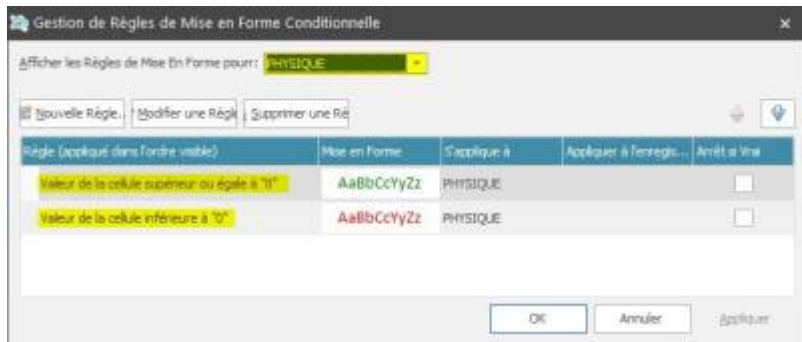 Gestion de Règles de Mise en Forme Conditionnelle
Afficher les Règles de Mise En Forme pourr: PHYSIQUE
Nouvelle Règle... Modifier une Règle Supprimer une Rè
Règle (appliqué dans l'ordre visible) Mise en Forme S'applique à Appliquer à l'enregis... Arrêt si Vrai
Valeur de la cellule supérieur ou égale à "0" AaBbCcYyZz PHYSIQUE
Valeur de la cellule inférieure à "0" AaBbCcYyZz PHYSIQUE
OK Annuler Appliquer